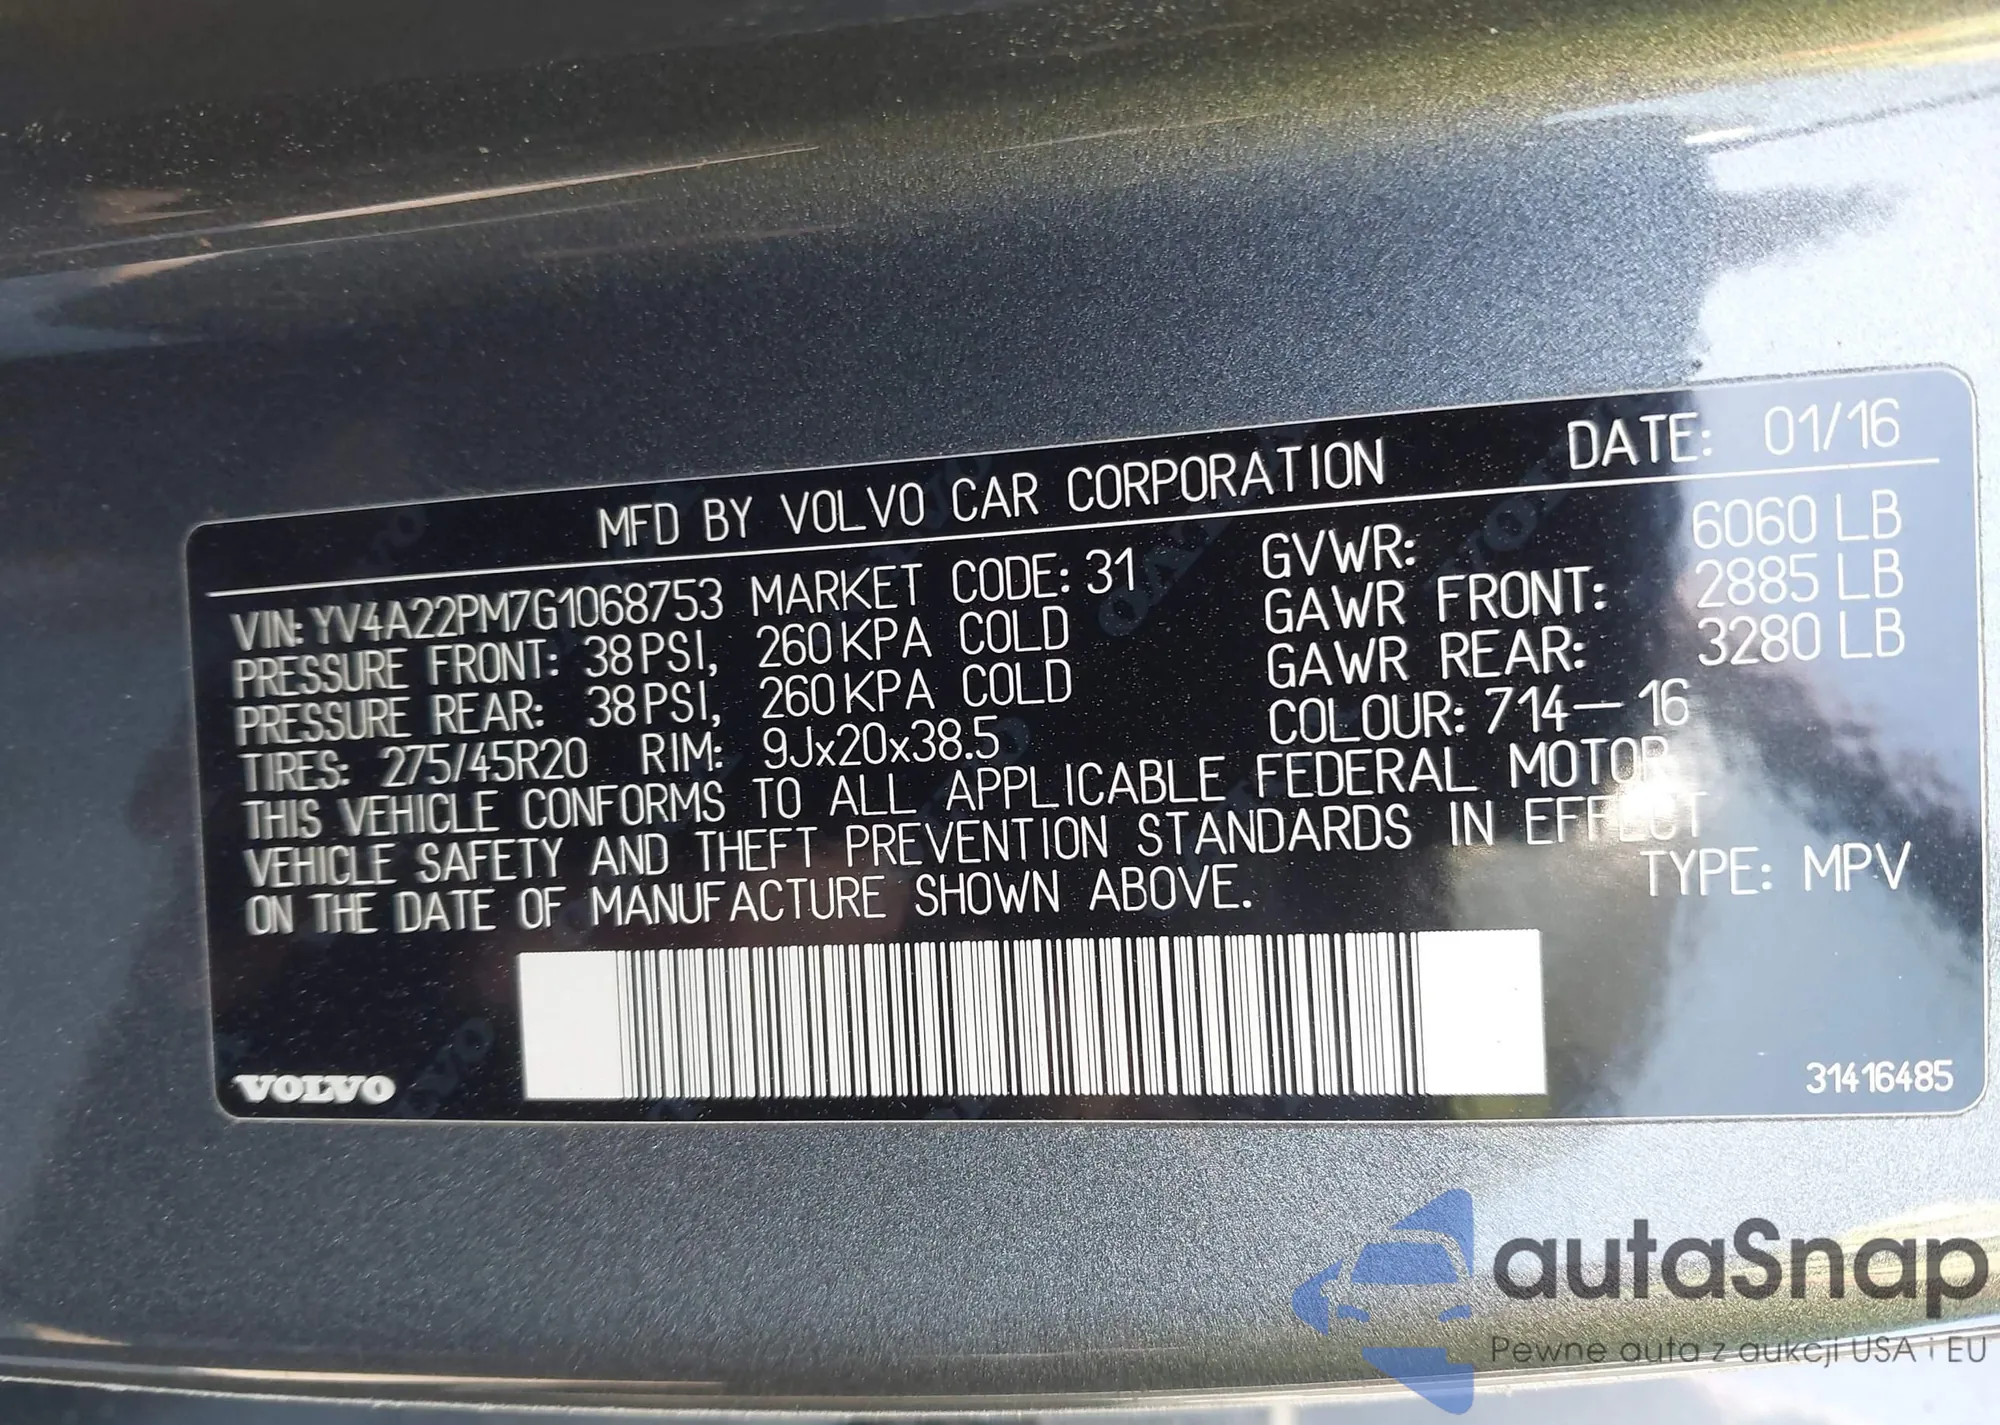 MFD BY VOLVO CAR CORPORATION DATE: 01/16
VIN: YV4A22PM7G1068753 MARKET CODE: 31 GVWR: 6060 LB
PRESSURE FRONT: 38 PSI, 260 KPA COLD GAWR FRONT: 2885 LB
PRESSURE REAR: 38 PSI, 260 KPA COLD GAWR REAR: 3280 LB
TIRES: 275/45R20 RIM: 9Jx20x38.5 COLOUR: 714-16
THIS VEHICLE CONFORMS TO ALL APPLICABLE FEDERAL MOTOR
VEHICLE SAFETY AND THEFT PREVENTION STANDARDS IN EFFECT
ON THE DATE OF MANUFACTURE SHOWN ABOVE. TYPE: MPV
VOLVO 31416485
autaSnap
Pewne auta z aukcji USA i EU